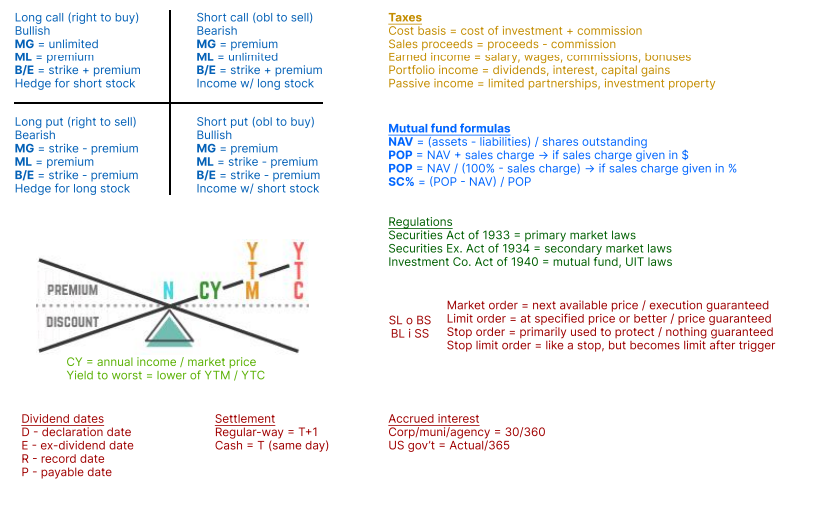 Long call (right to buy)
Bullish
MG = unlimited
ML = premium
B/E = strike + premium
Hedge for short stock
Short call (obl to sell)
Bearish
MG = premium
ML = unlimited
B/E = strike + premium
Income w/ long stock
Long put (right to sell)
Bearish
MG = strike - premium
ML = premium
B/E = strike - premium
Hedge for long stock
Short put (obl to buy)
Bullish
MG = premium
ML = strike - premium
B/E = strike - premium
Income w/ short stock
Taxes
Cost basis = cost of investment + commission
Sales proceeds = proceeds - commission
Earned income = salary, wages, commissions, bonuses
Portfolio income = dividends, interest, capital gains
Passive income = limited partnerships, investment property
Mutual fund formulas
NAV = (assets - liabilities) / shares outstanding
POP = NAV + sales charge → if sales charge given in $
POP = NAV / (100% - sales charge) → if sales charge given in %
SC% = (POP - NAV) / POP
Regulations
Securities Act of 1933 = primary market laws
Securities Ex. Act of 1934 = secondary market laws
Investment Co. Act of 1940 = mutual fund, UIT laws
PREMIUM
DISCOUNT
N
CY
YTM
YTC
CY = annual income / market price
Yield to worst = lower of YTM / YTC
SL o BS
BL i SS
Market order = next available price / execution guaranteed
Limit order = at specified price or better / price guaranteed
Stop order = primarily used to protect / nothing guaranteed
Stop limit order = like a stop, but becomes limit after trigger
Dividend dates
D - declaration date
E - ex-dividend date
R - record date
P - payable date
Settlement
Regular-way = T+1
Cash = T (same day)
Accrued interest
Corp/muni/agency = 30/360
US gov't = Actual/365